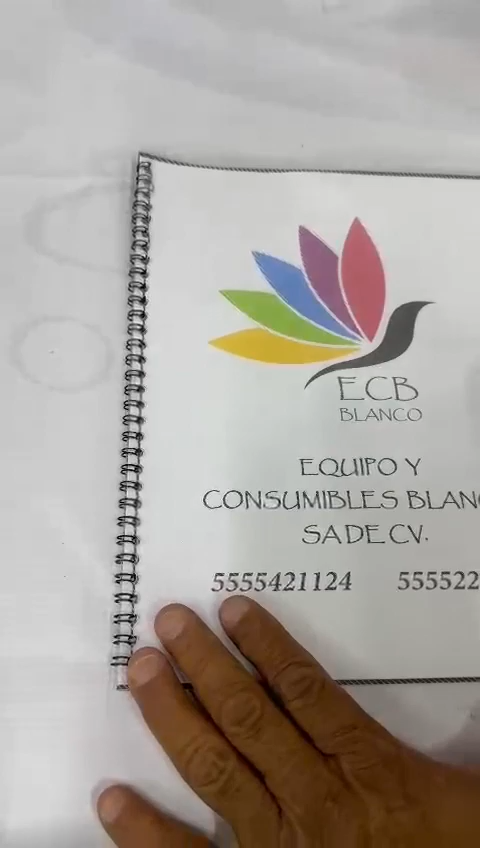 ECB
BLANCO
EQUIPO Y
CONSUMIBLES
SA DE CV.
5555421124